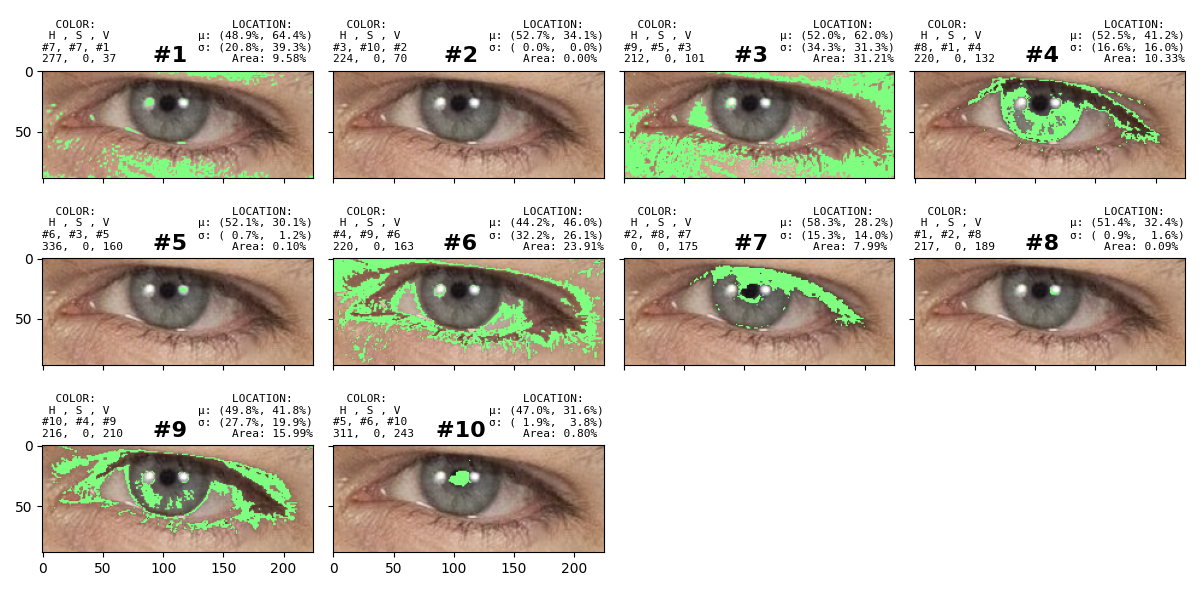 COLOR: LOCATION:
H , S , V μ: (48.9%, 64.4%)
#7, #7, #1 σ: (20.8%, 39.3%)
277, 0, 37 #1 Area: 9.58%
COLOR: LOCATION:
H , S , V μ: (52.7%, 34.1%)
#3, #10, #2 σ: ( 0.0%, 0.0%)
224, 0, 70 #2 Area: 0.00%
COLOR: LOCATION:
H , S , V μ: (52.0%, 62.0%)
#9, #5, #3 σ: (34.3%, 31.3%)
212, 0, 101 #3 Area: 31.21%
COLOR: LOCATION:
H , S , V μ: (52.5%, 41.2%)
#8, #1, #4 σ: (16.6%, 16.0%)
220, 0, 132 #4 Area: 10.33%
0
50
COLOR: LOCATION:
H , S , V μ: (52.1%, 30.1%)
#6, #3, #5 σ: ( 0.7%, 1.2%)
336, 0, 160 #5 Area: 0.10%
COLOR: LOCATION:
H , S , V μ: (44.2%, 46.0%)
#4, #9, #6 σ: (32.2%, 26.1%)
220, 0, 163 #6 Area: 23.91%
COLOR: LOCATION:
H , S , V μ: (58.3%, 28.2%)
#2, #8, #7 σ: (15.3%, 14.0%)
0, 0, 175 #7 Area: 7.99%
COLOR: LOCATION:
H , S , V μ: (51.4%, 32.4%)
#1, #2, #8 σ: ( 0.9%, 1.6%)
217, 0, 189 #8 Area: 0.09%
0
50
COLOR: LOCATION:
H , S , V μ: (49.8%, 41.8%)
#10, #4, #9 σ: (27.7%, 19.9%)
216, 0, 210 #9 Area: 15.99%
COLOR: LOCATION:
H , S , V μ: (47.0%, 31.6%)
#5, #6, #10 σ: ( 1.9%, 3.8%)
311, 0, 243 #10 Area: 0.80%
0
50
0 50 100 150 200
0 50 100 150 200